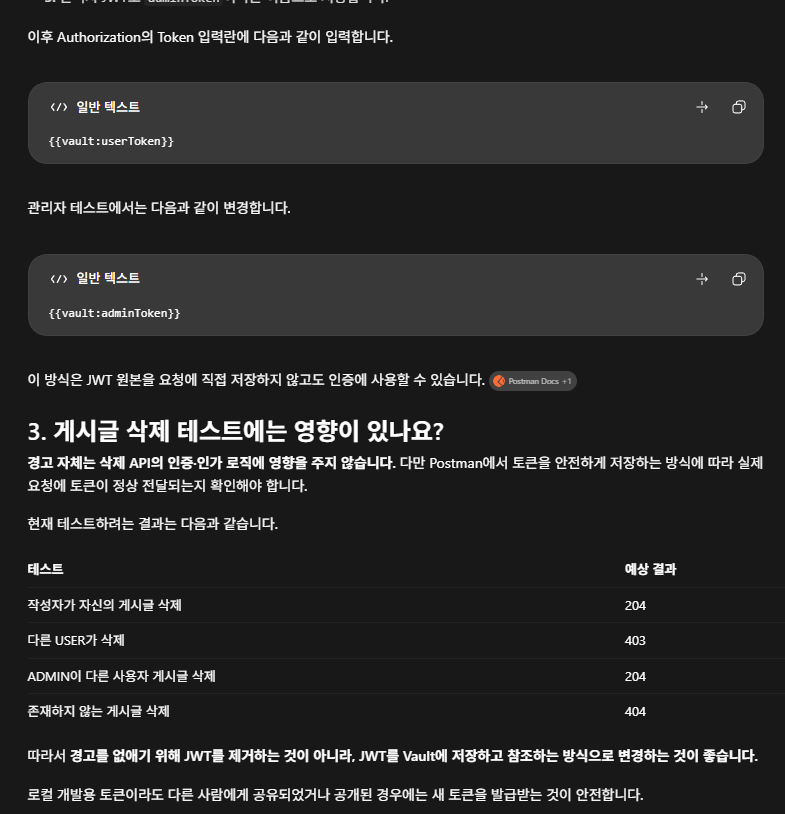 이후 Authorization의 Token 입력란에 다음과 같이 입력합니다.
일반 텍스트
{{vault:userToken}}
관리자 테스트에서는 다음과 같이 변경합니다.
일반 텍스트
{{vault:adminToken}}
이 방식은 JWT 원본을 요청에 직접 저장하지 않고도 인증에 사용할 수 있습니다. Postman Docs +1
3. 게시글 삭제 테스트에는 영향이 있나요?
경고 자체는 삭제 API의 인증·인가 로직에 영향을 주지 않습니다. 다만 Postman에서 토큰을 안전하게 저장하는 방식에 따라 실제
요청에 토큰이 정상 전달되는지 확인해야 합니다.
현재 테스트하려는 결과는 다음과 같습니다.
테스트 예상 결과
작성자가 자신의 게시글 삭제 204
다른 USER가 삭제 403
ADMIN이 다른 사용자 게시글 삭제 204
존재하지 않는 게시글 삭제 404
따라서 경고를 없애기 위해 JWT를 제거하는 것이 아니라, JWT를 Vault에 저장하고 참조하는 방식으로 변경하는 것이 좋습니다.
로컬 개발용 토큰이라도 다른 사람에게 공유되었거나 공개된 경우에는 새 토큰을 발급받는 것이 안전합니다.